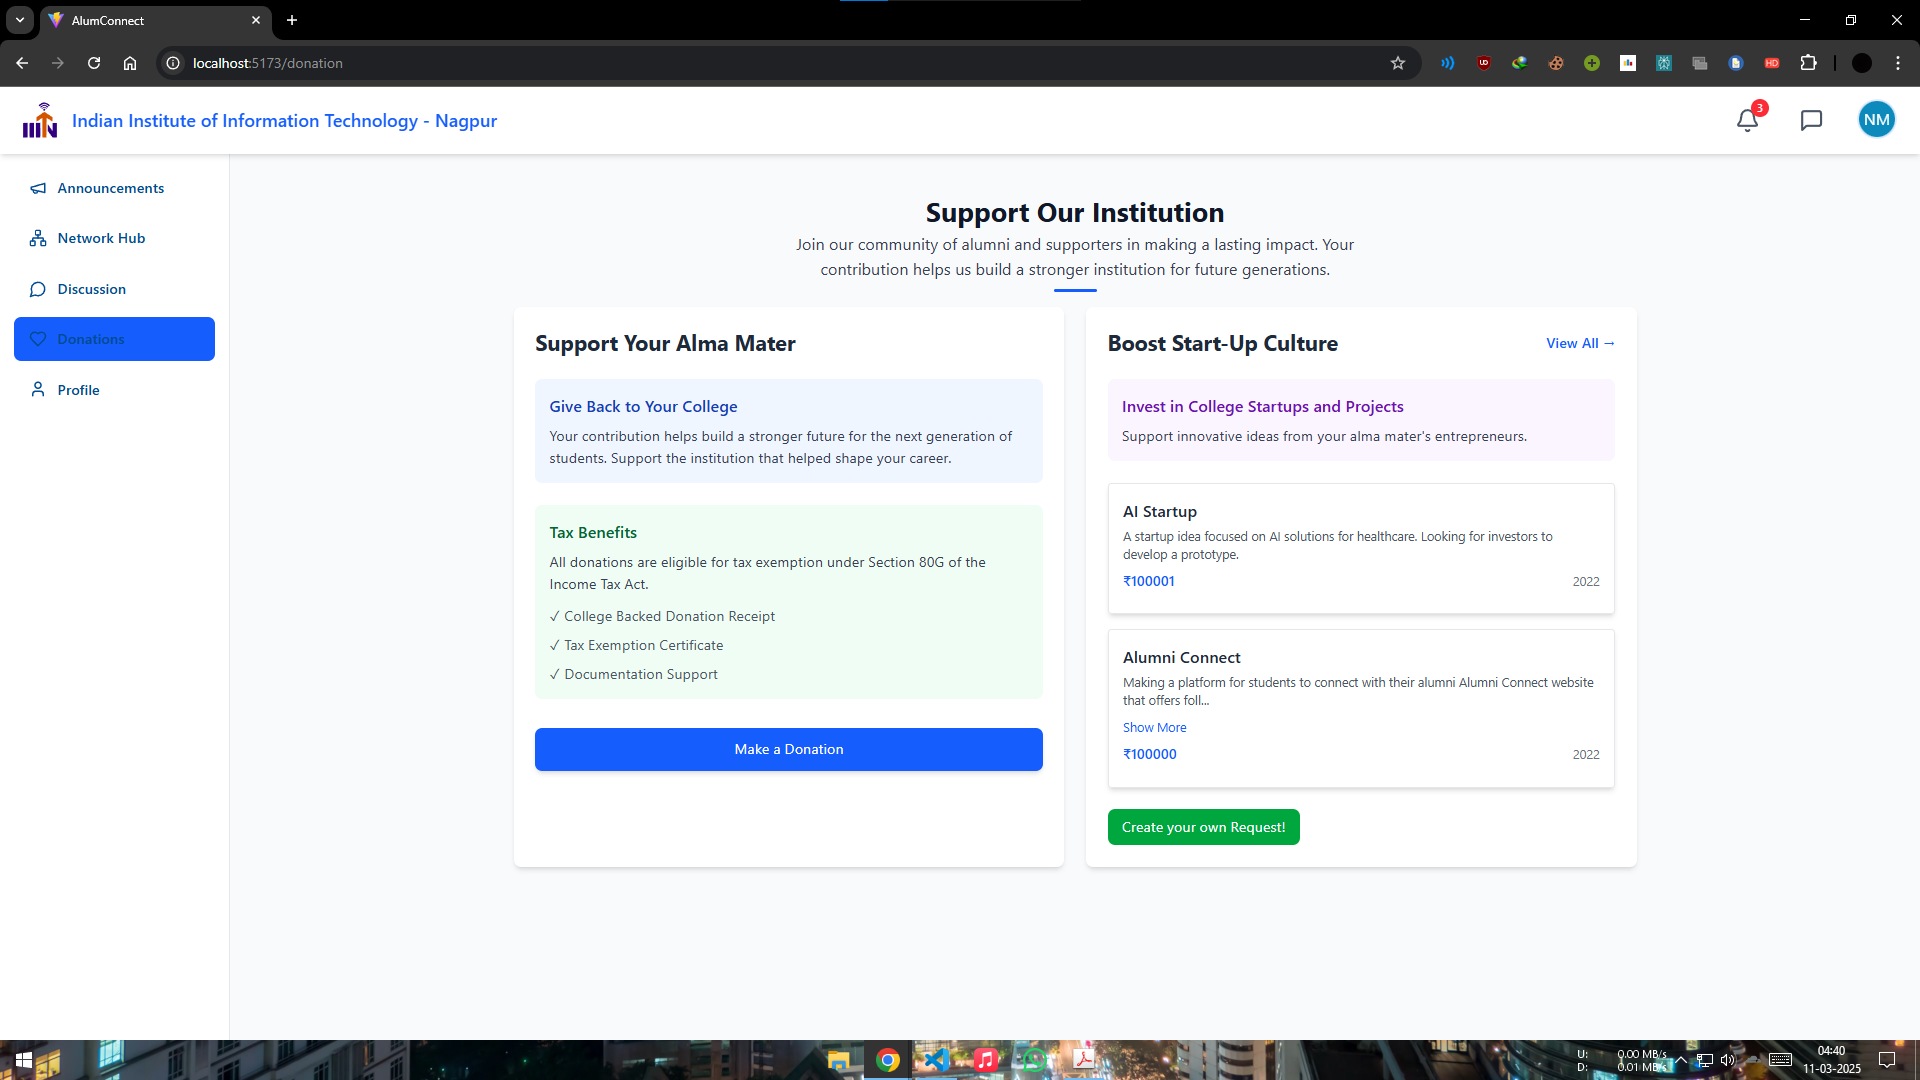 AlumConnect
localhost:5173/donation
HD
Indian Institute of Information Technology - Nagpur
3
NM
Announcements
Network Hub
Discussion
Donations
Profile
Support Our Institution
Join our community of alumni and supporters in making a lasting impact. Your
contribution helps us build a stronger institution for future generations.
Support Your Alma Mater
Give Back to Your College
Your contribution helps build a stronger future for the next generation of
students. Support the institution that helped shape your career.
Tax Benefits
All donations are eligible for tax exemption under Section 80G of the
Income Tax Act.
✓ College Backed Donation Receipt
✓ Tax Exemption Certificate
✓ Documentation Support
Make a Donation
Boost Start-Up Culture
View All →
Invest in College Startups and Projects
Support innovative ideas from your alma mater's entrepreneurs.
AI Startup
A startup idea focused on AI solutions for healthcare. Looking for investors to
develop a prototype.
₹100001
2022
Alumni Connect
Making a platform for students to connect with their alumni Alumni Connect website
that offers foll...
Show More
₹100000
2022
Create your own Request!
U: 0.00 MB/s
D: 0.01 MB/s
04:40
11-03-2025